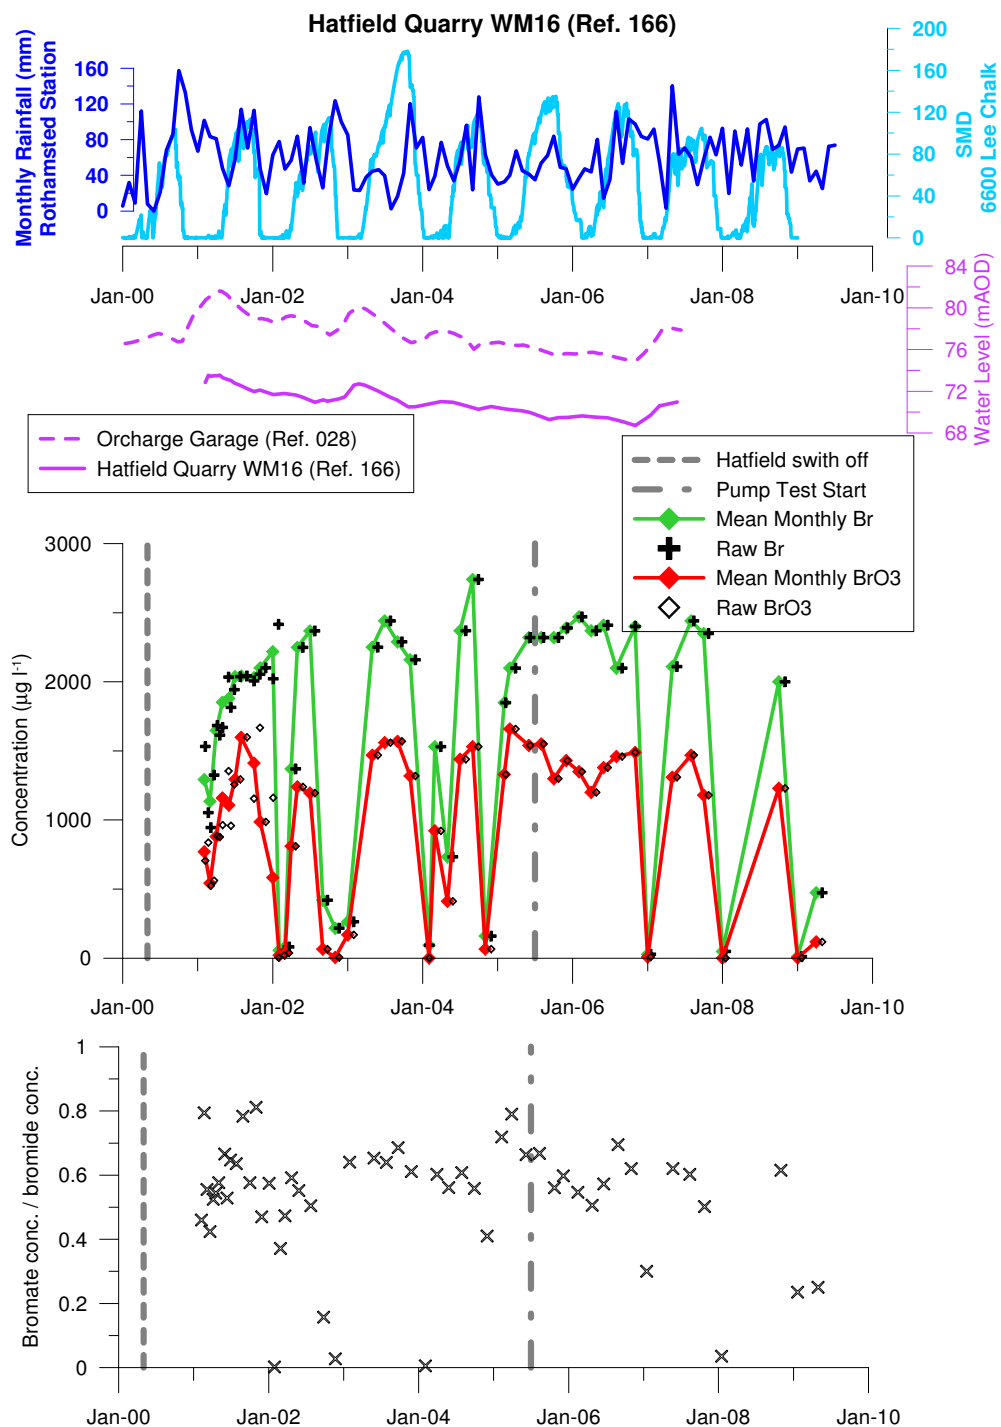 Hatfield Quarry WM16 (Ref. 166)
Monthly Rainfall (mm)
Rothamsted Station
160
120
80
40
0
200
160
120
80
40
0
SMD
6600 Lee Chalk
Jan-00 Jan-02 Jan-04 Jan-06 Jan-08 Jan-10
84
80
76
72
68
Water Level (mAOD)
Orcharge Garage (Ref. 028)
Hatfield Quarry WM16 (Ref. 166)
Hatfield swith off
Pump Test Start
Mean Monthly Br
Raw Br
Mean Monthly BrO3
Raw BrO3
Concentration (µg l-1)
3000
2000
1000
0
Jan-00 Jan-02 Jan-04 Jan-06 Jan-08 Jan-10
Bromate conc. / bromide conc.
1
0.8
0.6
0.4
0.2
0
Jan-00 Jan-02 Jan-04 Jan-06 Jan-08 Jan-10